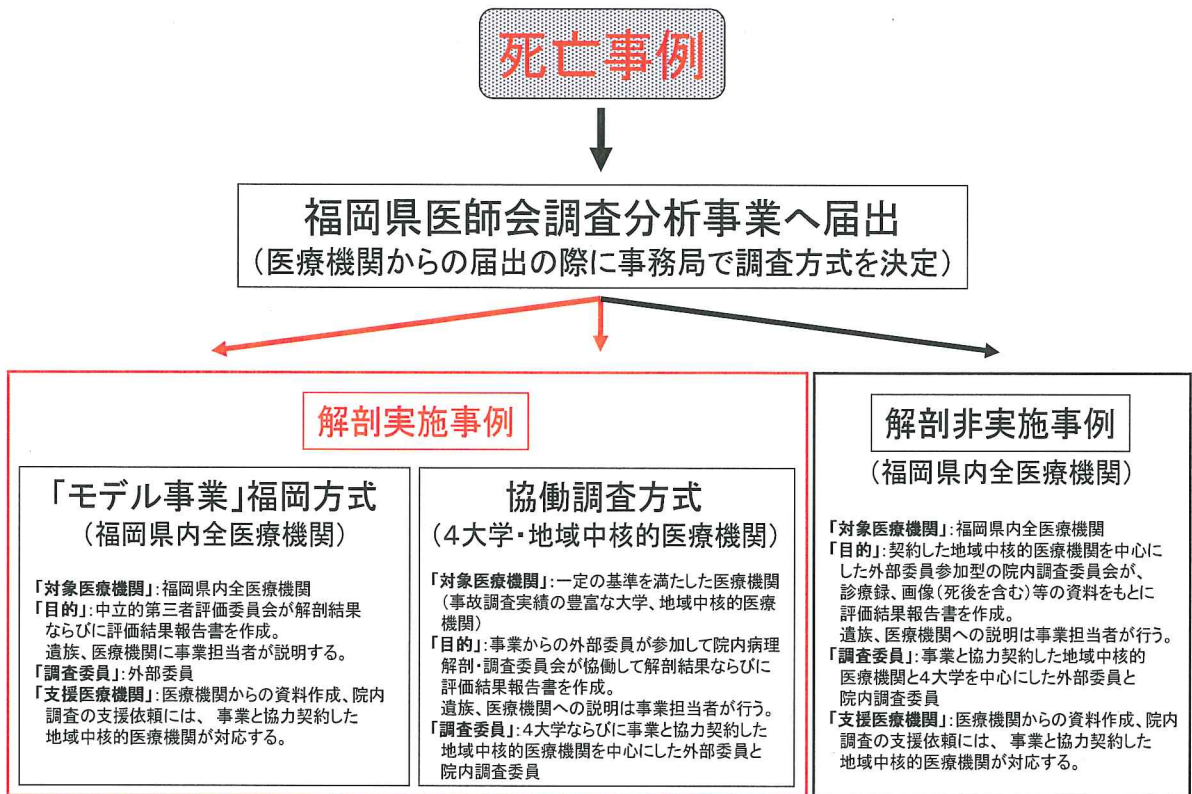 死亡事例
福岡県医師会調査分析事業へ届出
(医療機関からの届出の際に事務局で調査方式を決定)
解剖実施事例
「モデル事業」福岡方式
(福岡県内全医療機関)
「対象医療機関」:福岡県内全医療機関
「目的」:中立的第三者評価委員会が解剖結果
ならびに評価結果報告書を作成。
遺族、医療機関に事業担当者が説明する。
「調査委員」:外部委員
「支援医療機関」:医療機関からの資料作成、院内
調査の支援依頼には、 事業と協力契約した
地域中核的医療機関が対応する。
協働調査方式
(4大学・地域中核的医療機関)
「対象医療機関」:一定の基準を満たした医療機関
(事故調査実績の豊富な大学、地域中核的医療
機関)
「目的」:事業からの外部委員が参加して院内病理
解剖・調査委員会が協働して解剖結果ならびに
評価結果報告書を作成。
遺族、医療機関への説明は事業担当者が行う。
「調査委員」:4大学ならびに事業と協力契約した
地域中核的医療機関を中心にした外部委員と
院内調査委員
解剖非実施事例
(福岡県内全医療機関)
「対象医療機関」:福岡県内全医療機関
「目的」:契約した地域中核的医療機関を中心に
した外部委員参加型の院内調査委員会が、
診療録、画像(死後を含む)等の資料をもとに
評価結果報告書を作成。
遺族、医療機関への説明は事業担当者が行う。
「調査委員」:事業と協力契約した地域中核的
医療機関と4大学を中心にした外部委員と
院内調査委員
「支援医療機関」:医療機関からの資料作成、院内
調査の支援依頼には、 事業と協力契約した
地域中核的医療機関が対応する。